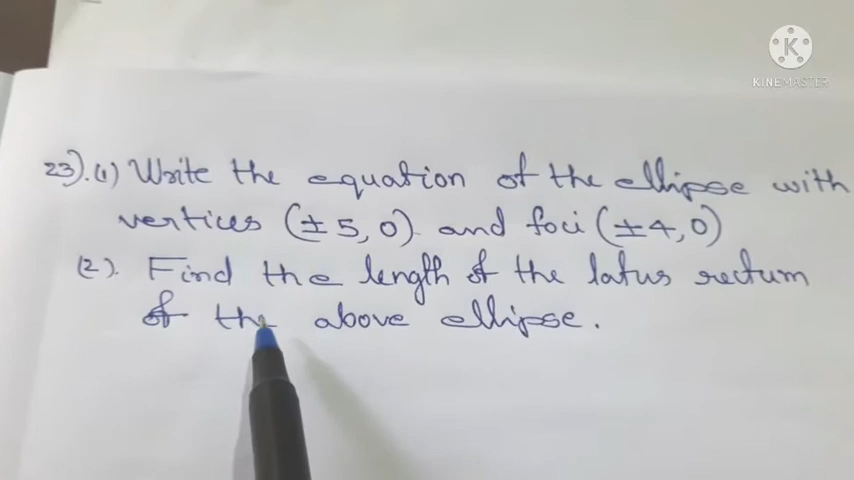 K
KINEMASTER
23).(1) Write the equation of the ellipse with
vertices (±5, 0) and foci (±4, 0)
(2). Find the length of the latus rectum
of the above ellipse.